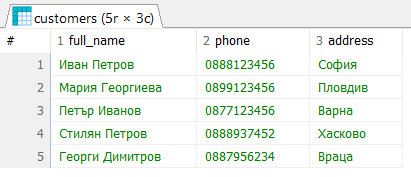 customers (5r × 3c)
# 1 full_name 2 phone 3 address
1 Иван Петров 0888123456 София
2 Мария Георгиева 0899123456 Пловдив
3 Петър Иванов 0877123456 Варна
4 Стилян Петров 0888937452 Хасково
5 Георги Димитров 0887956234 Враца